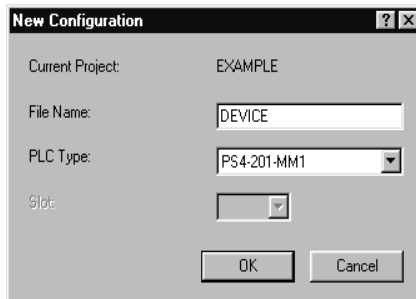 New Configuration
Current Project: EXAMPLE
File Name: DEVICE
PLC Type: PS4-201-MM1
Slot:
OK Cancel